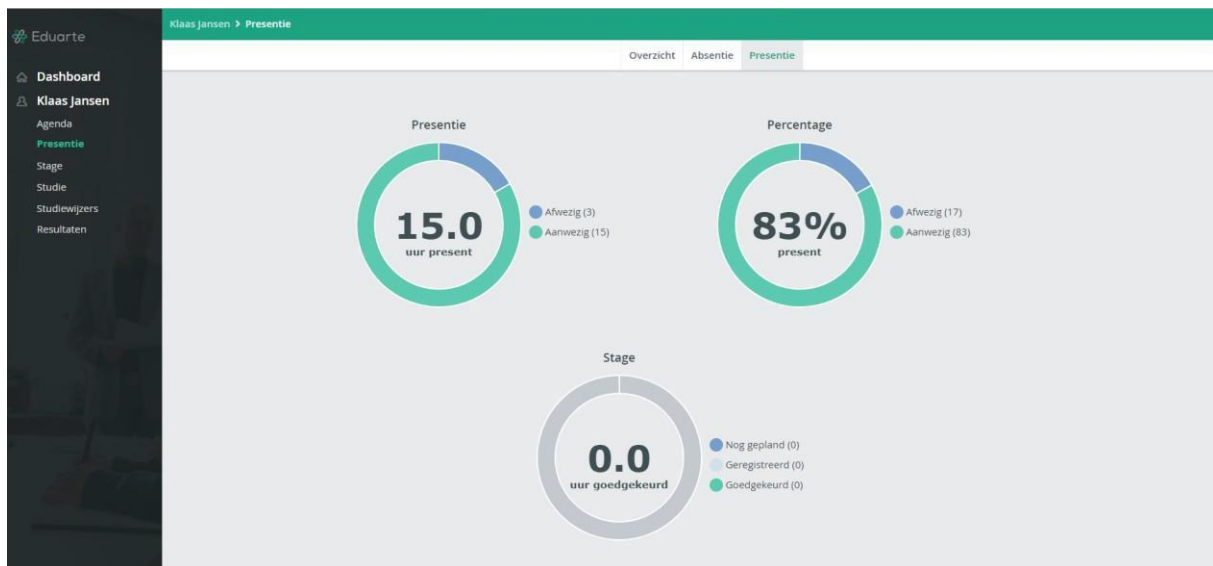 Eduarte
Klaas Jansen > Presentie
Overzicht Absentie Presentie
Dashboard
Klaas Jansen
Agenda
Presentie
Stage
Studie
Studiewijzers
Resultaten
Presentie
15.0
uur present
Afwezig (3)
Aanwezig (15)
Percentage
83%
present
Afwezig (17)
Aanwezig (83)
Stage
0.0
uur goedgekeurd
Nog gepland (0)
Geregistreerd (0)
Goedgekeurd (0)